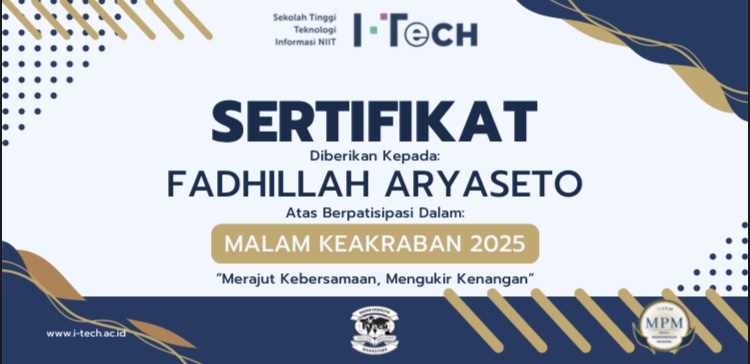 Sekolah Tinggi
Teknologi
Informasi NIIT
I·TECH
SERTIFIKAT
Diberikan Kepada:
FADHILLAH ARYASETO
Atas Berpatisipasi Dalam:
MALAM KEAKRABAN 2025
“Merajut Kebersamaan, Mengukir Kenangan”
www.i-tech.ac.id
MAHASISWA
MPM